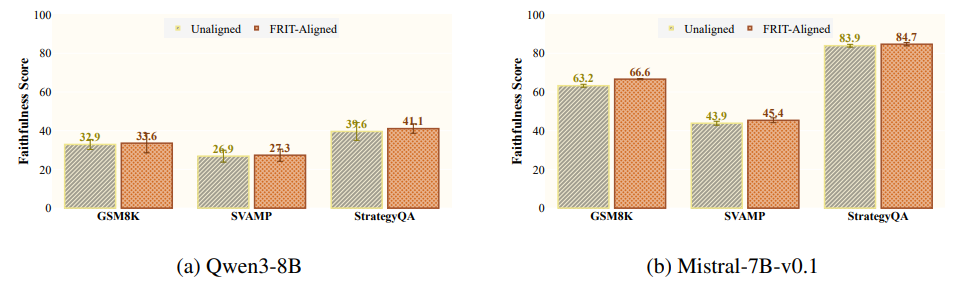 100
80
60
40
20
0
Faithfulness Score
Unaligned
FRIT-Aligned
32.9
33.6
26.9
27.3
39.6
41.1
GSM8K
SVAMP
StrategyQA
(a) Qwen3-8B
100
80
60
40
20
0
Faithfulness Score
Unaligned
FRIT-Aligned
63.2
66.6
43.9
45.4
83.9
84.7
GSM8K
SVAMP
StrategyQA
(b) Mistral-7B-v0.1